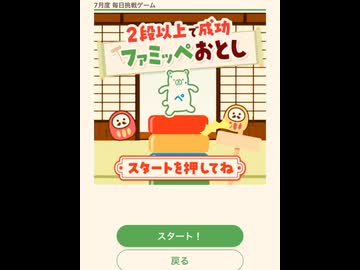 7月度 毎日挑戦ゲーム
2段以上で成功
ファミッペおとし
ペ
スタートを押してね
スタート！
戻る